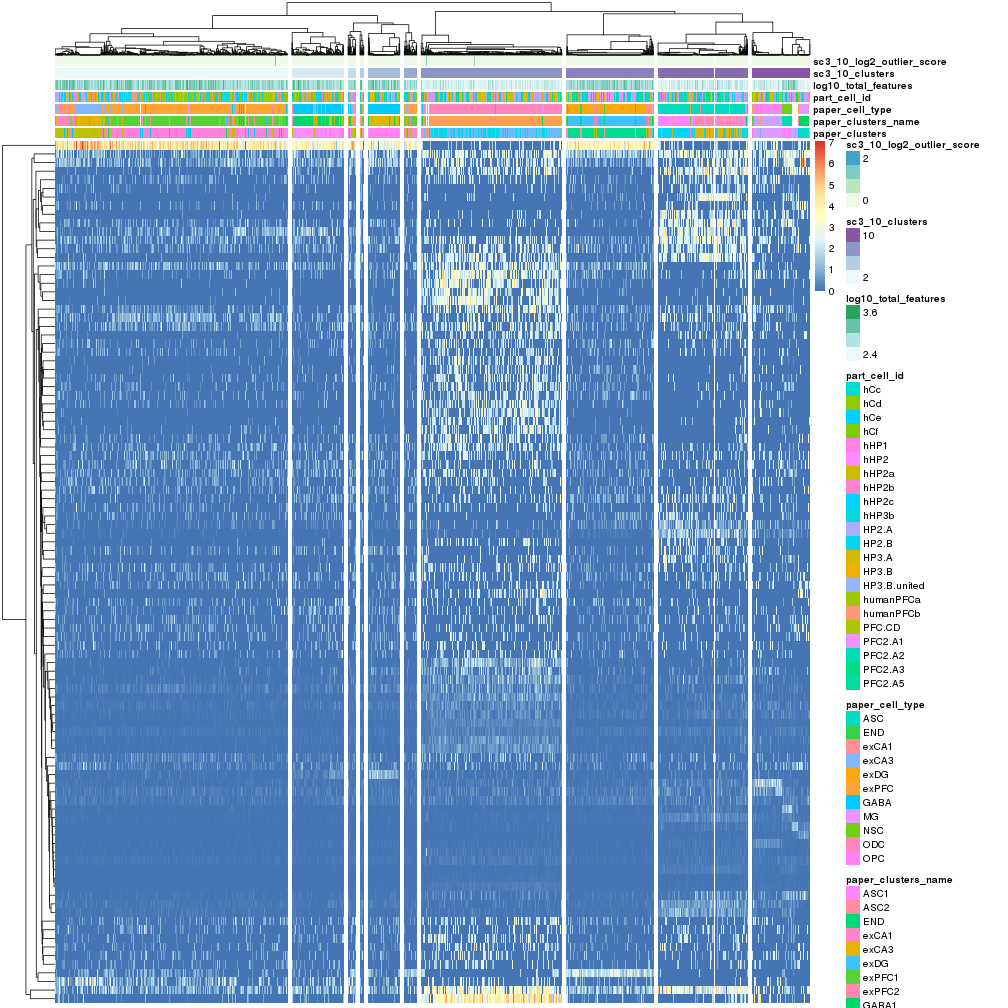 sc3_10_log2_outlier_score
sc3_10_clusters
log10_total_features
part_cell_id
paper_cell_type
paper_clusters_name
paper_clusters
7
6
5
4
3
2
1
0
sc3_10_log2_outlier_score
2
0
sc3_10_clusters
10
2
log10_total_features
3.6
2.4
part_cell_id
hCc
hCd
hCe
hCf
hHP1
hHP2
hHP2a
hHP2b
hHP2c
hHP3b
HP2.A
HP2.B
HP3.A
HP3.B
HP3.B.united
humanPFCa
humanPFCb
PFC.CD
PFC2.A1
PFC2.A2
PFC2.A3
PFC2.A5
paper_cell_type
ASC
END
exCA1
exCA3
exDG
exPFC
GABA
MG
NSC
ODC
OPC
paper_clusters_name
ASC1
ASC2
END
exCA1
exCA3
exDG
exPFC1
exPFC2
GABA1